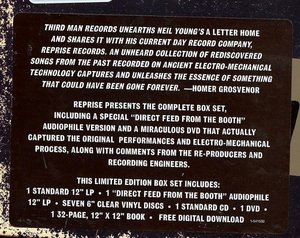 THIRD MAN RECORDS UNEARTHS NEIL YOUNG'S A LETTER HOME
AND SHARES IT WITH HIS CURRENT DAY RECORD COMPANY,
REPRISE RECORDS. AN UNHEARD COLLECTION OF REDISCOVERED
SONGS FROM THE PAST RECORDED ON ANCIENT ELECTRO-MECHANICAL
TECHNOLOGY CAPTURES AND UNLEASHES THE ESSENCE OF SOMETHING
THAT COULD HAVE BEEN GONE FOREVER. —HOMER GROSVENOR
REPRISE PRESENTS THE COMPLETE BOX SET,
INCLUDING A SPECIAL "DIRECT FEED FROM THE BOOTH"
AUDIOPHILE VERSION AND A MIRACULOUS DVD THAT ACTUALLY
CAPTURED THE ORIGINAL PERFORMANCES AND ELECTRO-MECHANICAL
PROCESS, ALONG WITH COMMENTS FROM THE RE-PRODUCERS AND
RECORDING ENGINEERS.
THIS LIMITED EDITION BOX SET INCLUDES:
1 STANDARD 12" LP • 1 "DIRECT FEED FROM THE BOOTH" AUDIOPHILE
12" LP • SEVEN 6" CLEAR VINYL DISCS • 1 STANDARD CD • 1 DVD •
1 32-PAGE, 12" X 12" BOOK • FREE DIGITAL DOWNLOAD